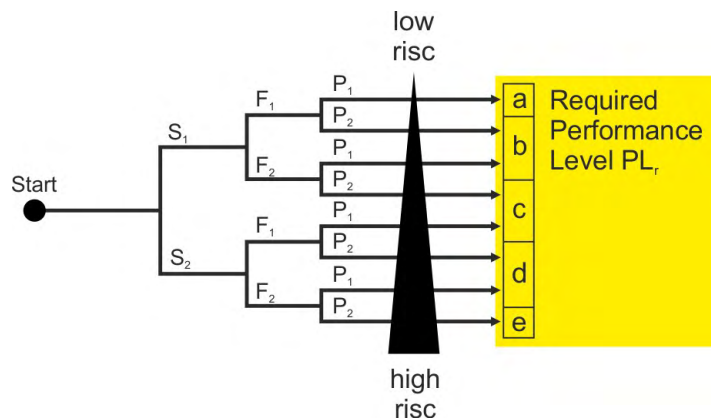 low
risc
P1
a
Required
F1
P2
Performance
S1
P1
b
Level PLr
F2
P2
Start
c
P1
F1
P2
S2
d
P1
F2
P2
e
high
risc